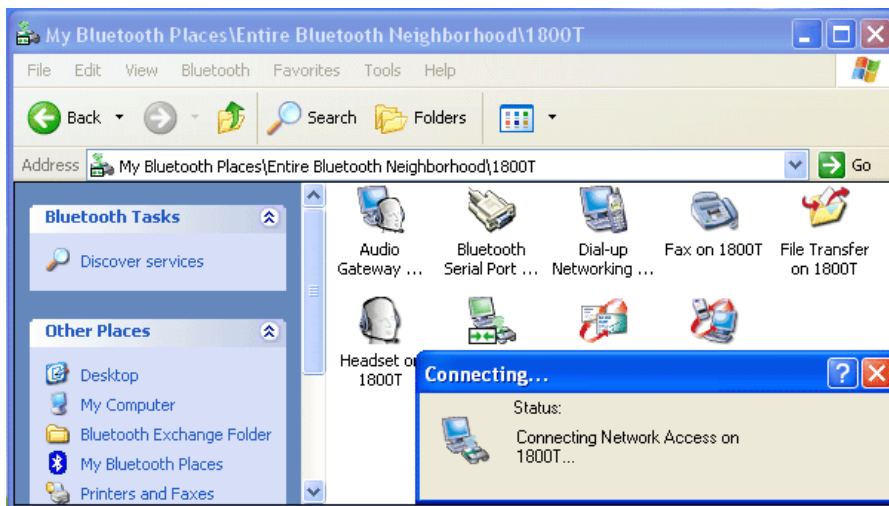 My Bluetooth Places\Entire Bluetooth Neighborhood\1800T
File Edit View Bluetooth Favorites Tools Help
Back Search Folders
Address My Bluetooth Places\Entire Bluetooth Neighborhood\1800T Go
Bluetooth Tasks
Discover services
Other Places
Desktop
My Computer
Bluetooth Exchange Folder
My Bluetooth Places
Printers and Faxes
Audio
Gateway ...
Bluetooth
Serial Port ...
Dial-up
Networking ...
Fax on 1800T
File Transfer
on 1800T
Headset on
1800T
Connecting...
Status:
Connecting Network Access on
1800T...